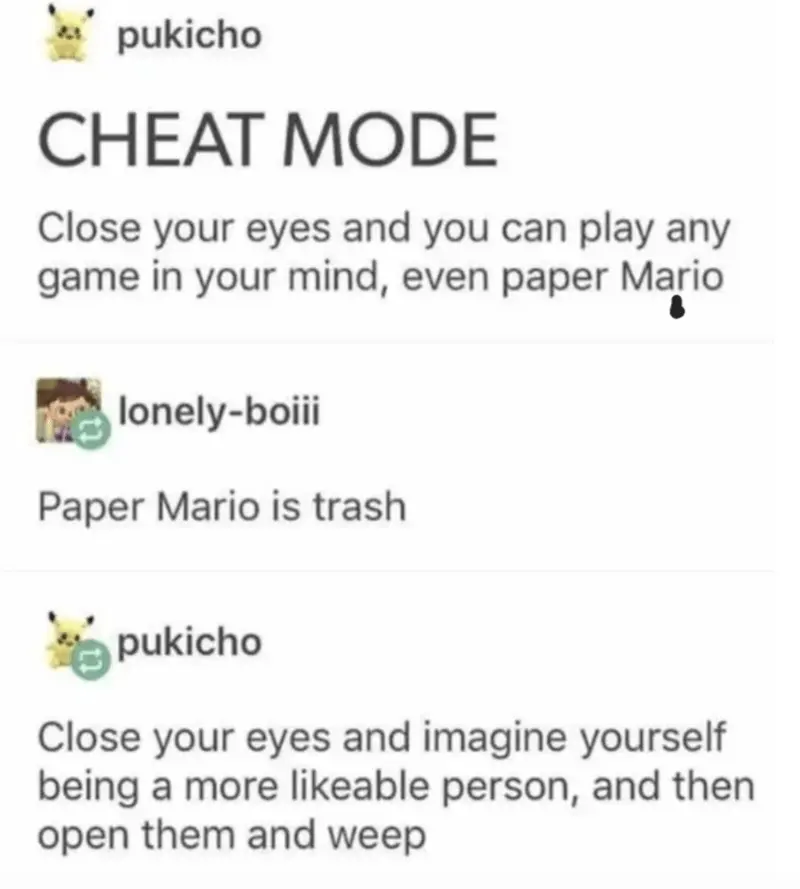 pukicho
CHEAT MODE
Close your eyes and you can play any
game in your mind, even paper Mario
lonely-boiii
Paper Mario is trash
pukicho
Close your eyes and imagine yourself
being a more likeable person, and then
open them and weep